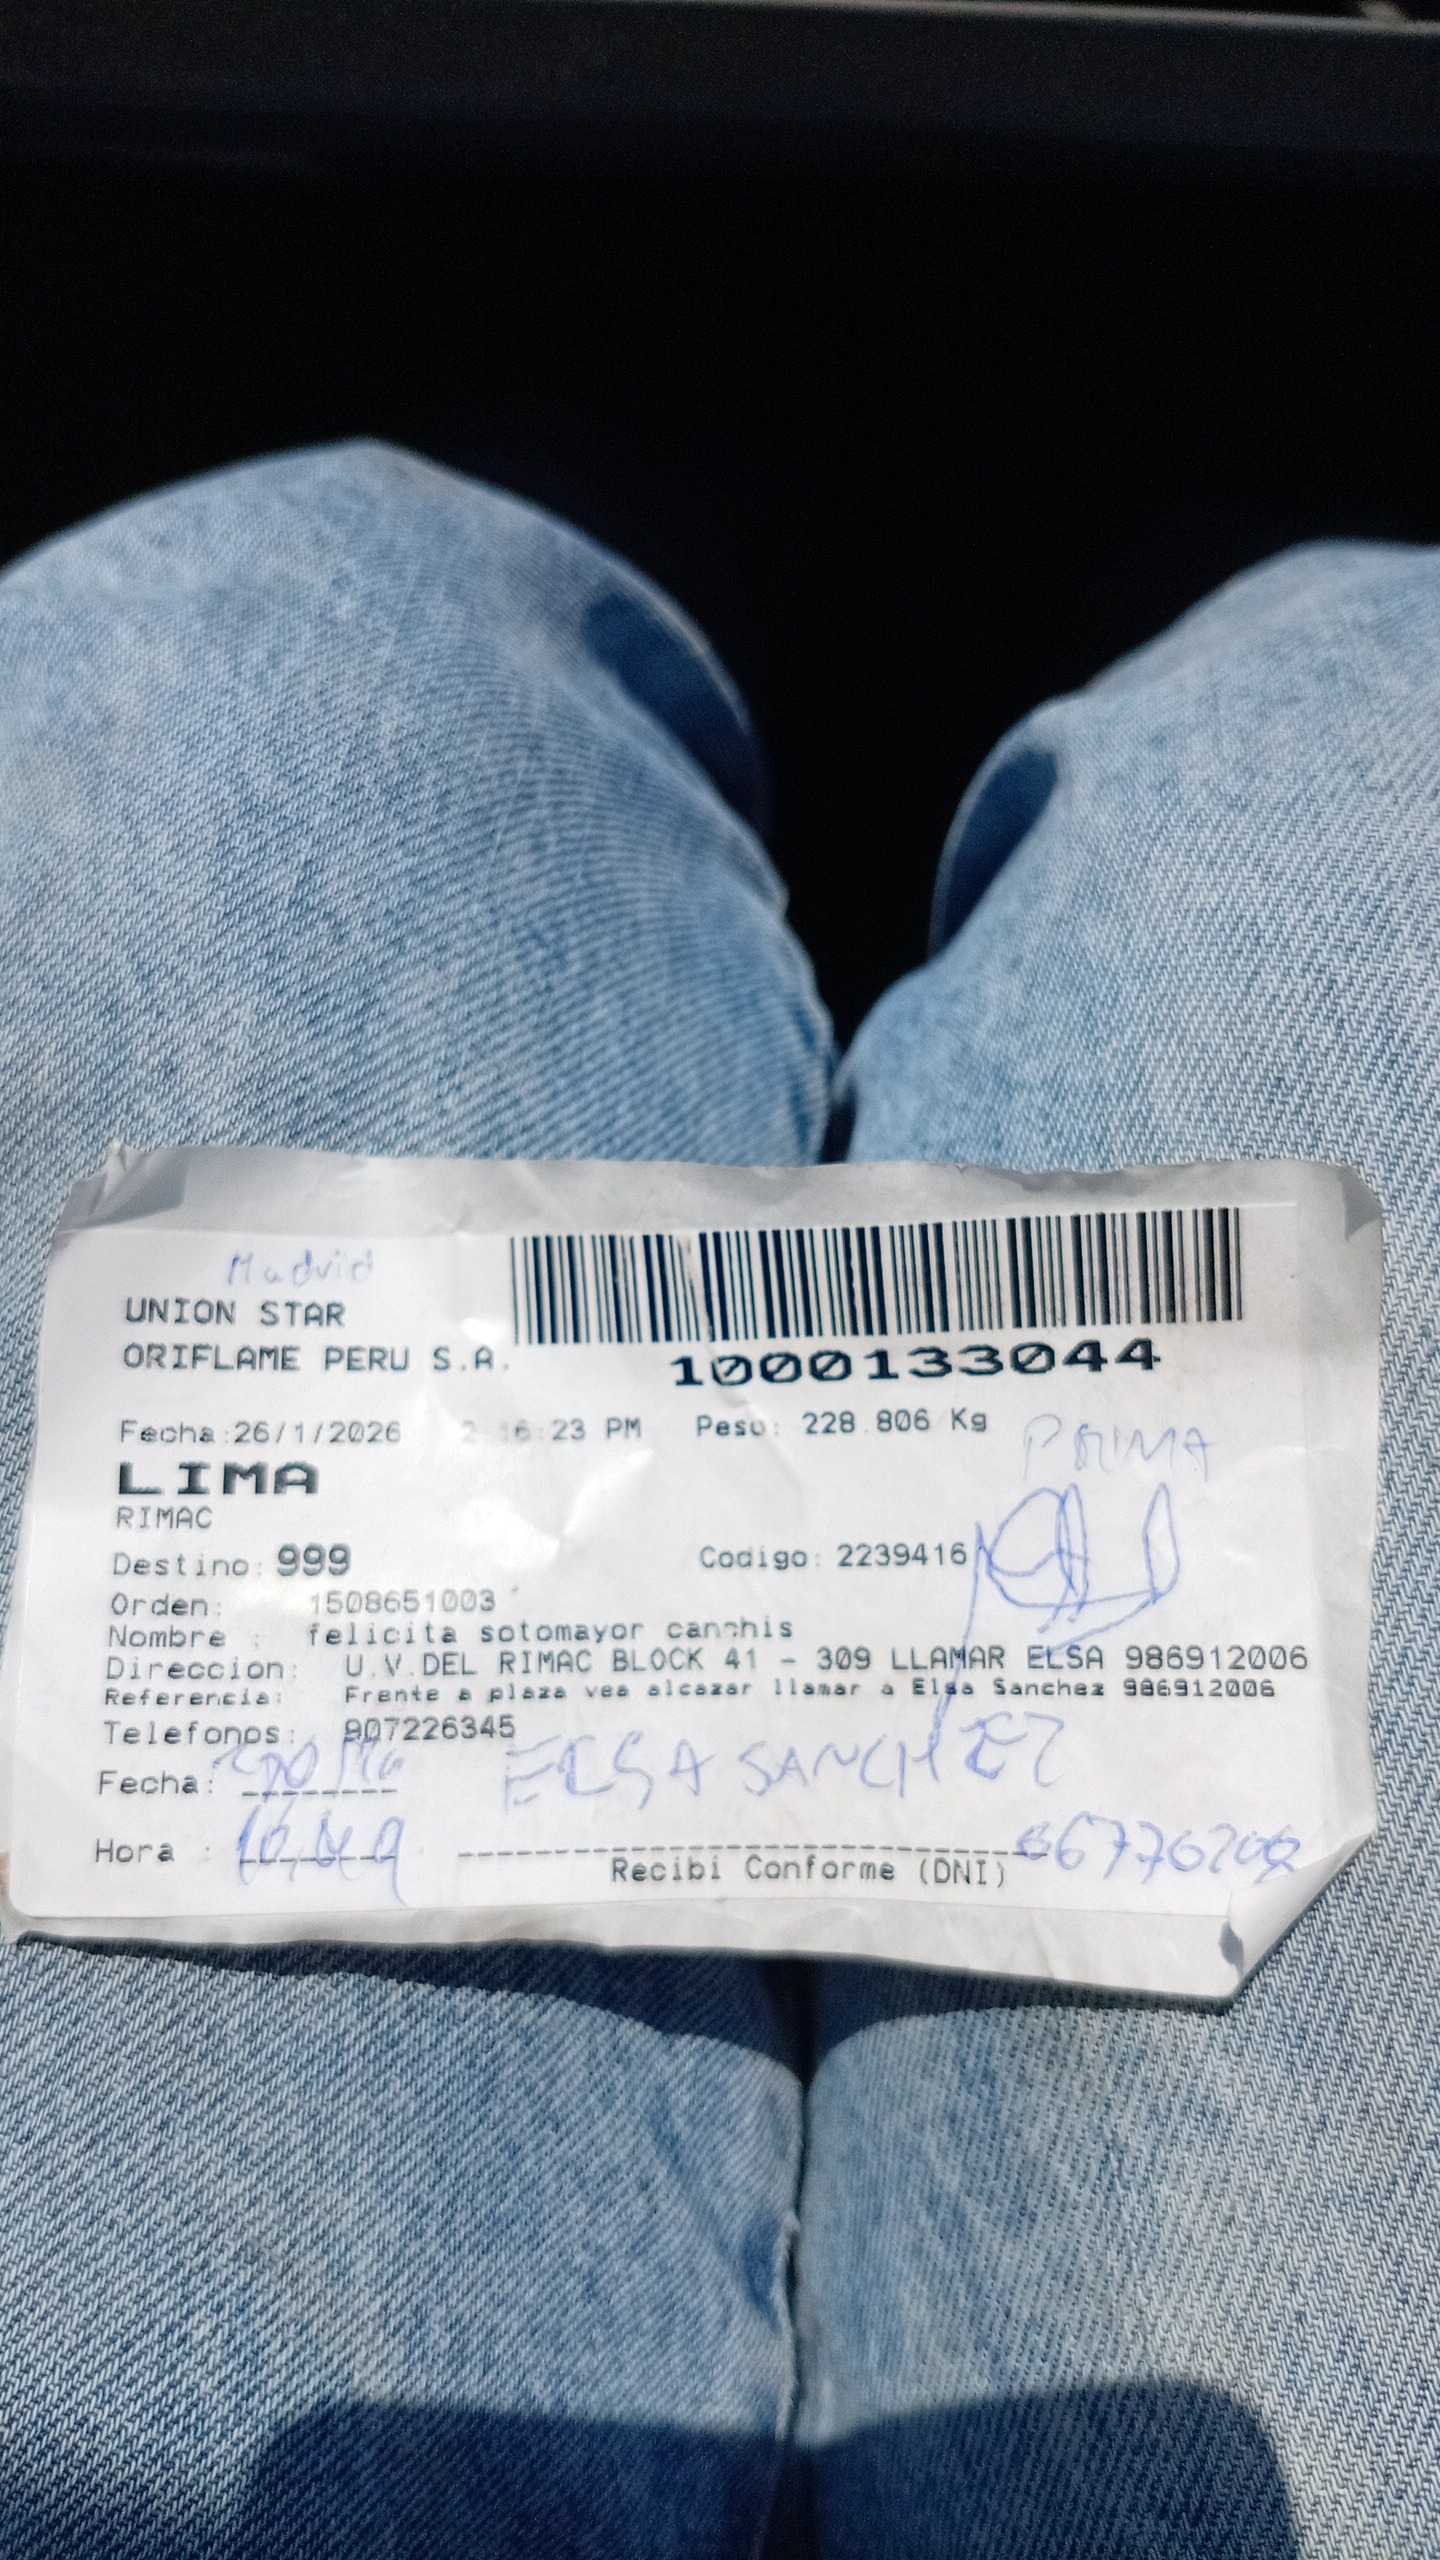 Madrid
UNION STAR
ORIFLAME PERU S.A.
1000133044
Fecha:26/1/2026 2:16:23 PM Peso: 228.806 Kg
PRIMA
LIMA
RIMAC
Destino: 999 Codigo: 2239416
Orden: 1508651003
Nombre : felicita sotomayor canchis
Direccion: U.V.DEL RIMAC BLOCK 41 - 309 LLAMAR ELSA 986912006
Referencia: Frente a plaza vea alcazar llamar a Elsa Sanchez 986912006
Telefonos: 907226345
Fecha: ELSA SANCHEZ
Hora :
Recibi Conforme (DNI)